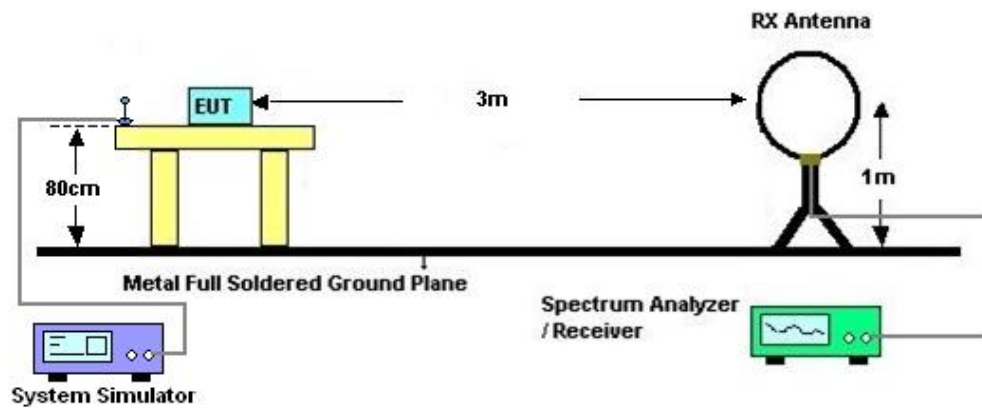 RX Antenna
EUT
3m
80cm
1m
Metal Full Soldered Ground Plane
Spectrum Analyzer
/ Receiver
System Simulator